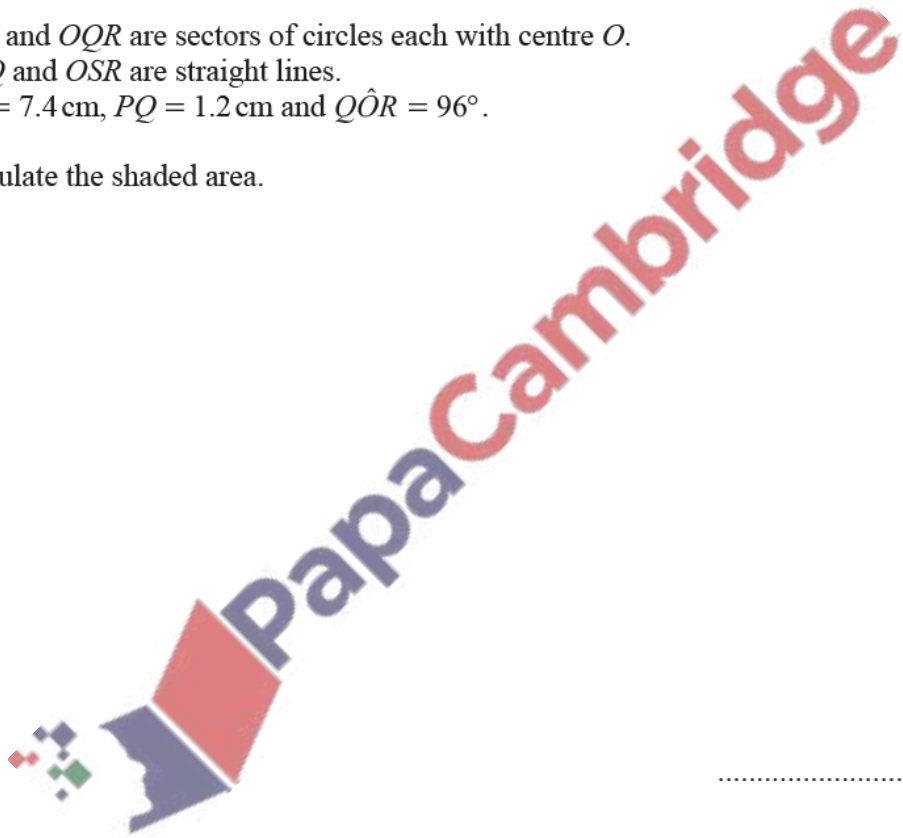 and OQR are sectors of circles each with centre O.
and OSR are straight lines.
= 7.4 cm, PQ = 1.2 cm and QÔR = 96°.
ulate the shaded area.
PapaCambridge
........................